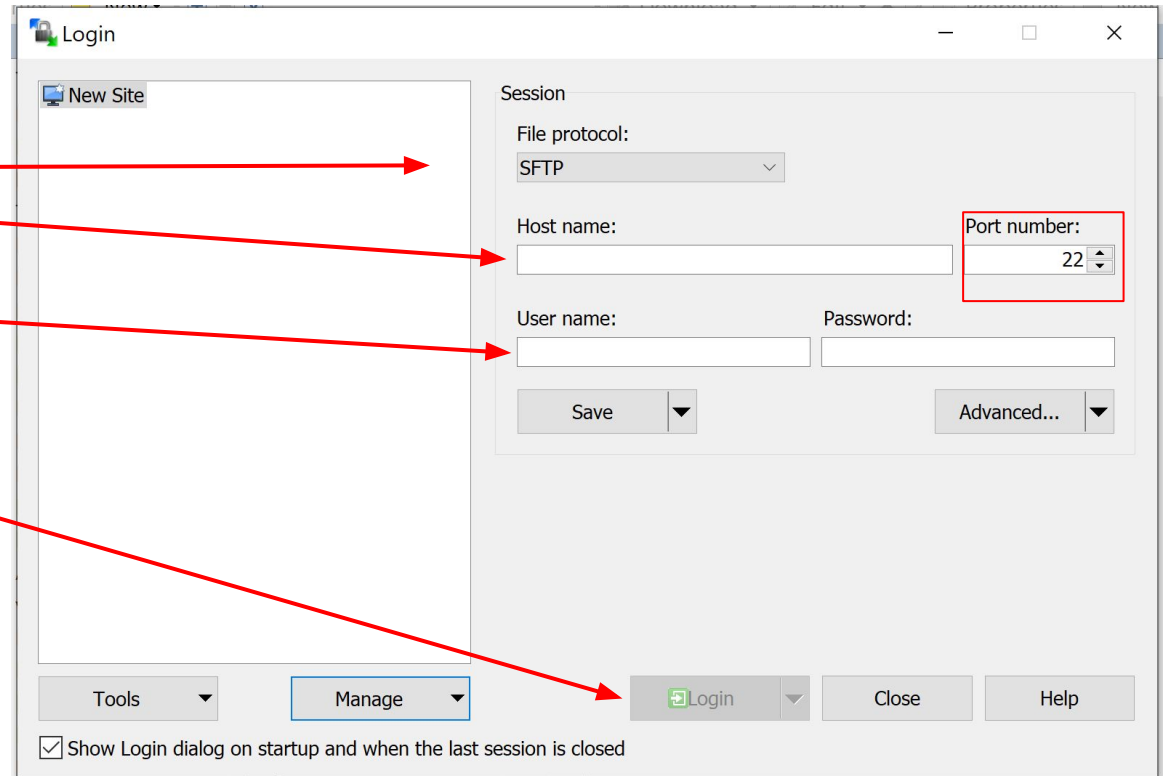 Login
New Site
Session
File protocol:
SFTP
Host name:
Port number:
22
User name:
Password:
Save
Advanced...
Tools
Manage
Login
Close
Help
Show Login dialog on startup and when the last session is closed